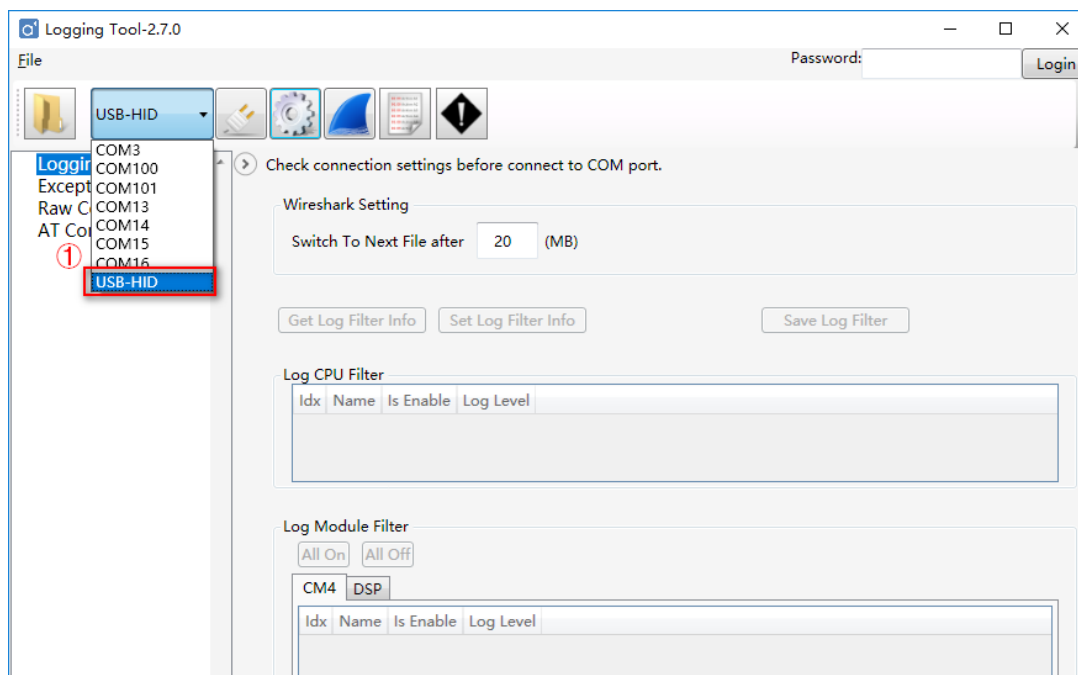 Logging Tool-2.7.0
File
Password:
Login
USB-HID
COM3
COM100
COM101
COM13
COM14
COM15
COM16
USB-HID
Loggin
Except
Raw C
AT Co
①
Check connection settings before connect to COM port.
Wireshark Setting
Switch To Next File after 20 (MB)
Get Log Filter Info Set Log Filter Info Save Log Filter
Log CPU Filter
Idx Name Is Enable Log Level
Log Module Filter
All On All Off
CM4 DSP
Idx Name Is Enable Log Level